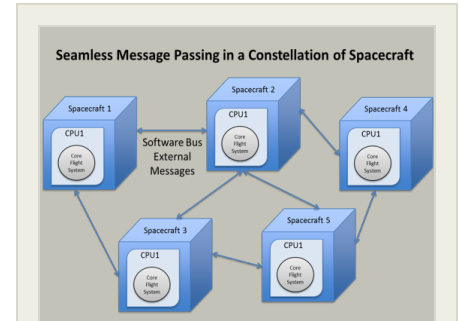 Seamless Message Passing in a Constellation of Spacecraft
Spacecraft 1
CPU1
Core
Flight
System
Software Bus
External
Messages
Spacecraft 2
CPU1
Core
Flight
System
Spacecraft 4
CPU1
Core
Flight
System
Spacecraft 3
CPU1
Core
Flight
System
Spacecraft 5
CPU1
Core
Flight
System